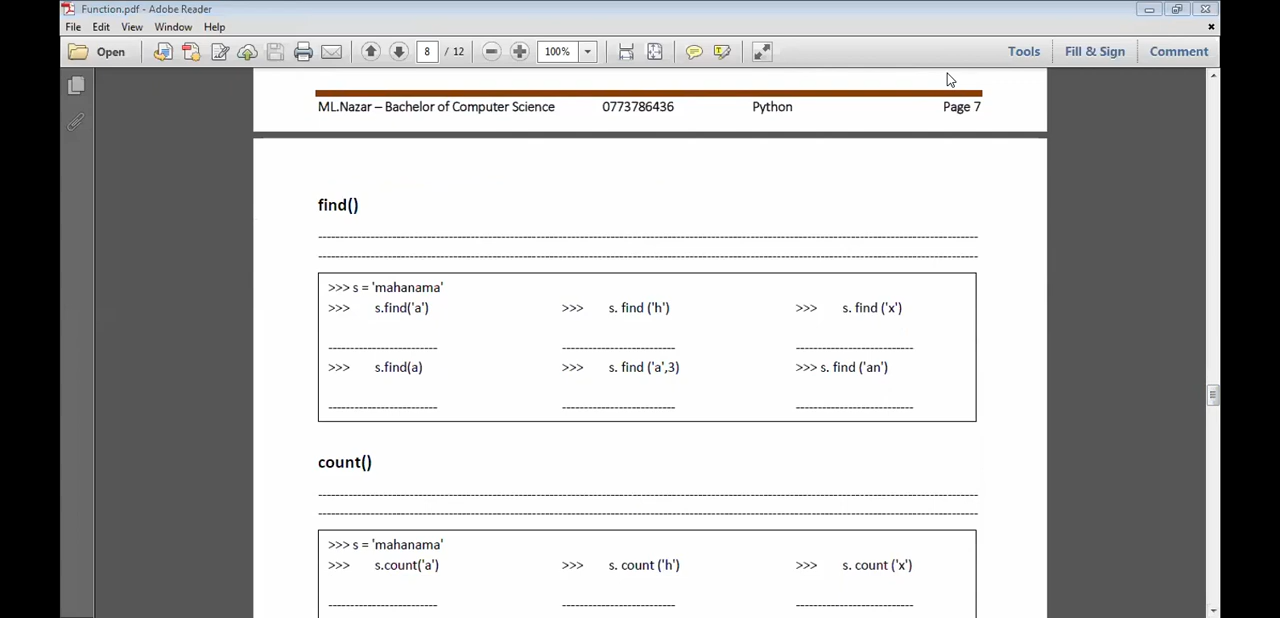 Function.pdf - Adobe Reader
File Edit View Window Help
Open 8 / 12 100% Tools Fill & Sign Comment
ML.Nazar – Bachelor of Computer Science 0773786436 Python Page 7
find()
>>> s = 'mahanama'
>>> s.find('a') >>> s. find ('h') >>> s. find ('x')
>>> s.find(a) >>> s. find ('a',3) >>> s. find ('an')
count()
>>> s = 'mahanama'
>>> s.count('a') >>> s. count ('h') >>> s. count ('x')